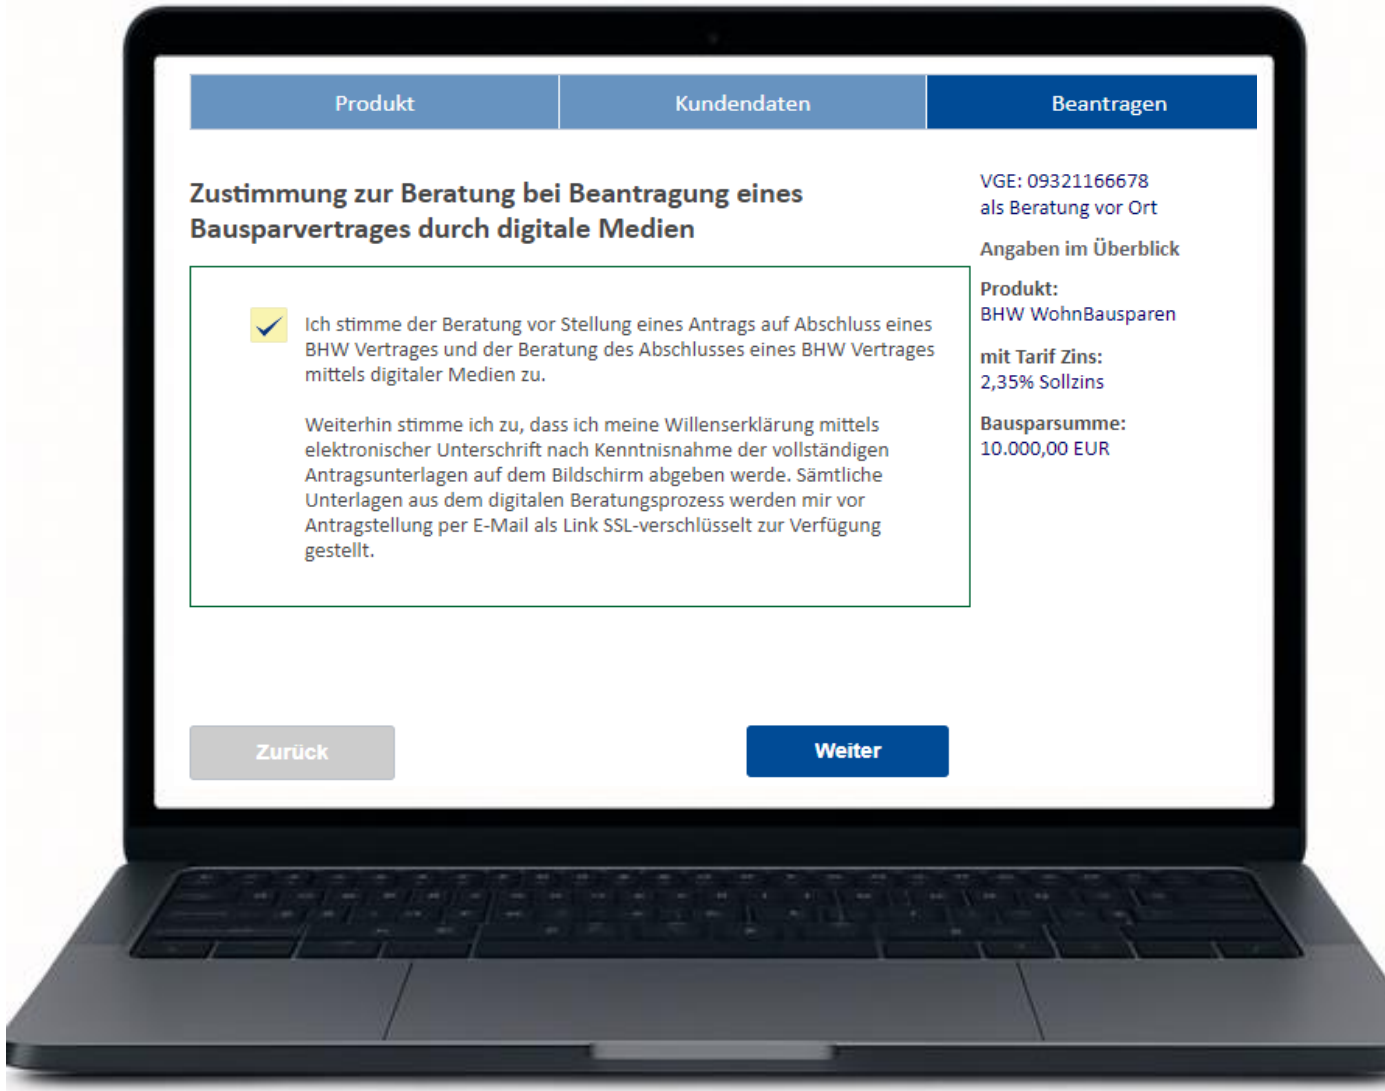 Produkt
Kundendaten
Beantragen
Zustimmung zur Beratung bei Beantragung eines
Bausparvertrages durch digitale Medien
Ich stimme der Beratung vor Stellung eines Antrags auf Abschluss eines
BHW Vertrages und der Beratung des Abschlusses eines BHW Vertrages
mittels digitaler Medien zu.
Weiterhin stimme ich zu, dass ich meine Willenserklärung mittels
elektronischer Unterschrift nach Kenntnisnahme der vollständigen
Antragsunterlagen auf dem Bildschirm abgeben werde. Sämtliche
Unterlagen aus dem digitalen Beratungsprozess werden mir vor
Antragstellung per E-Mail als Link SSL-verschlüsselt zur Verfügung
gestellt.
VGE: 09321166678
als Beratung vor Ort
Angaben im Überblick
Produkt:
BHW WohnBausparen
mit Tarif Zins:
2,35% Sollzins
Bausparsumme:
10.000,00 EUR
Zurück
Weiter